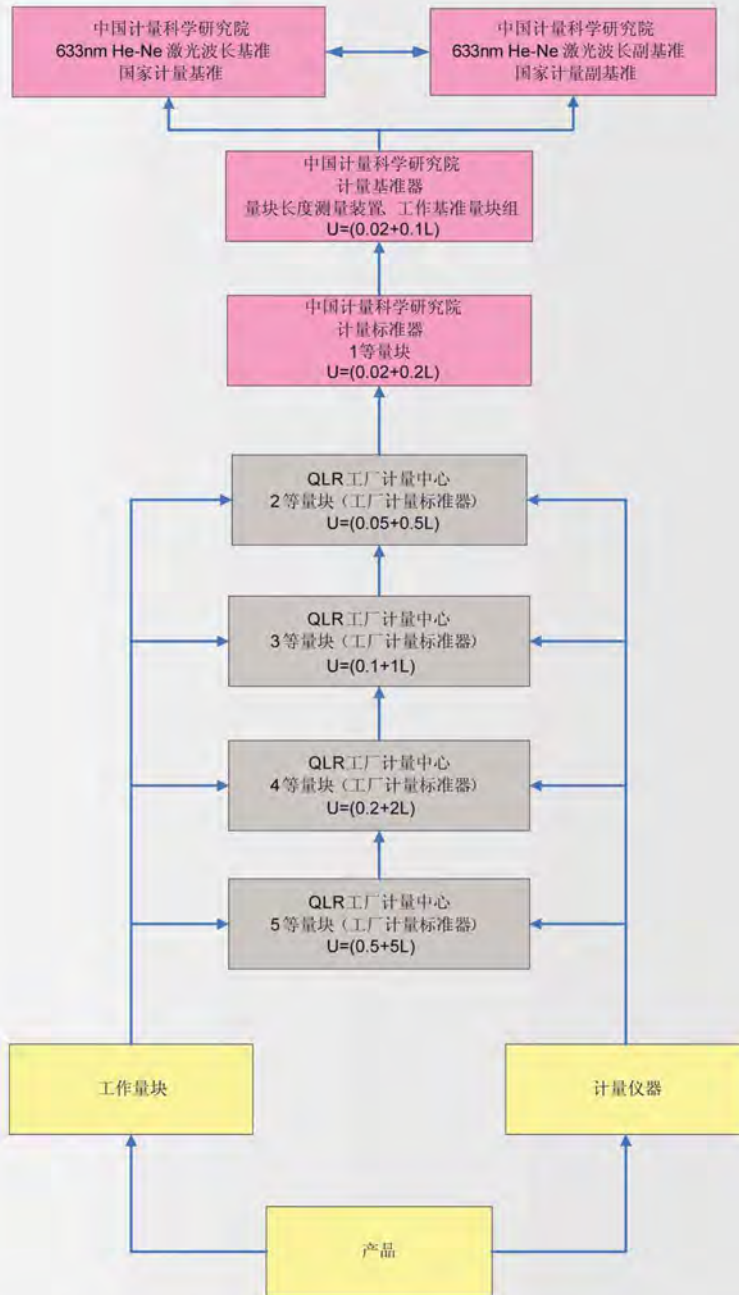 中国计量科学研究院
633nm He-Ne 激光波长基准
国家计量基准
中国计量科学研究院
633nm He-Ne 激光波长副基准
国家计量副基准
中国计量科学研究院
计量基准器
量块长度测量装置、工作基准量块组
U=(0.02+0.1L)
中国计量科学研究院
计量标准器
1等量块
U=(0.02+0.2L)
QLR工厂计量中心
2等量块（工厂计量标准器）
U=(0.05+0.5L)
QLR工厂计量中心
3等量块（工厂计量标准器）
U=(0.1+1L)
QLR工厂计量中心
4等量块（工厂计量标准器）
U=(0.2+2L)
QLR工厂计量中心
5等量块（工厂计量标准器）
U=(0.5+5L)
工作量块
计量仪器
产品